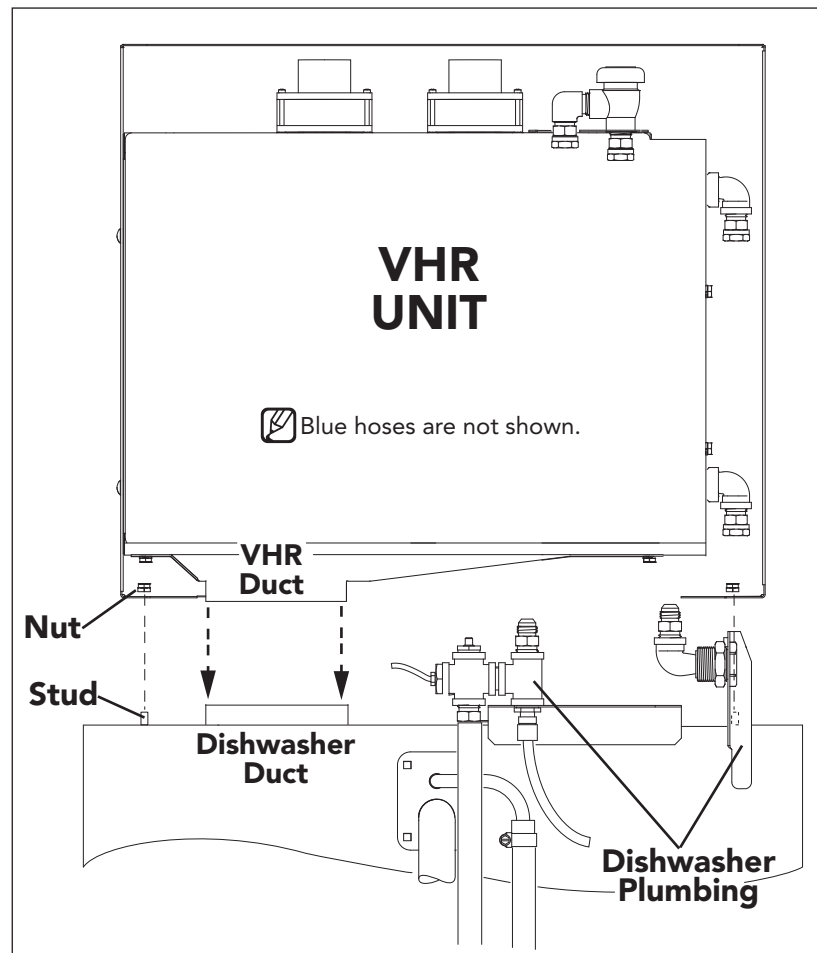 VHR
UNIT
Blue hoses are not shown.
VHR
Duct
Nut
Stud
Dishwasher
Duct
Dishwasher
Plumbing